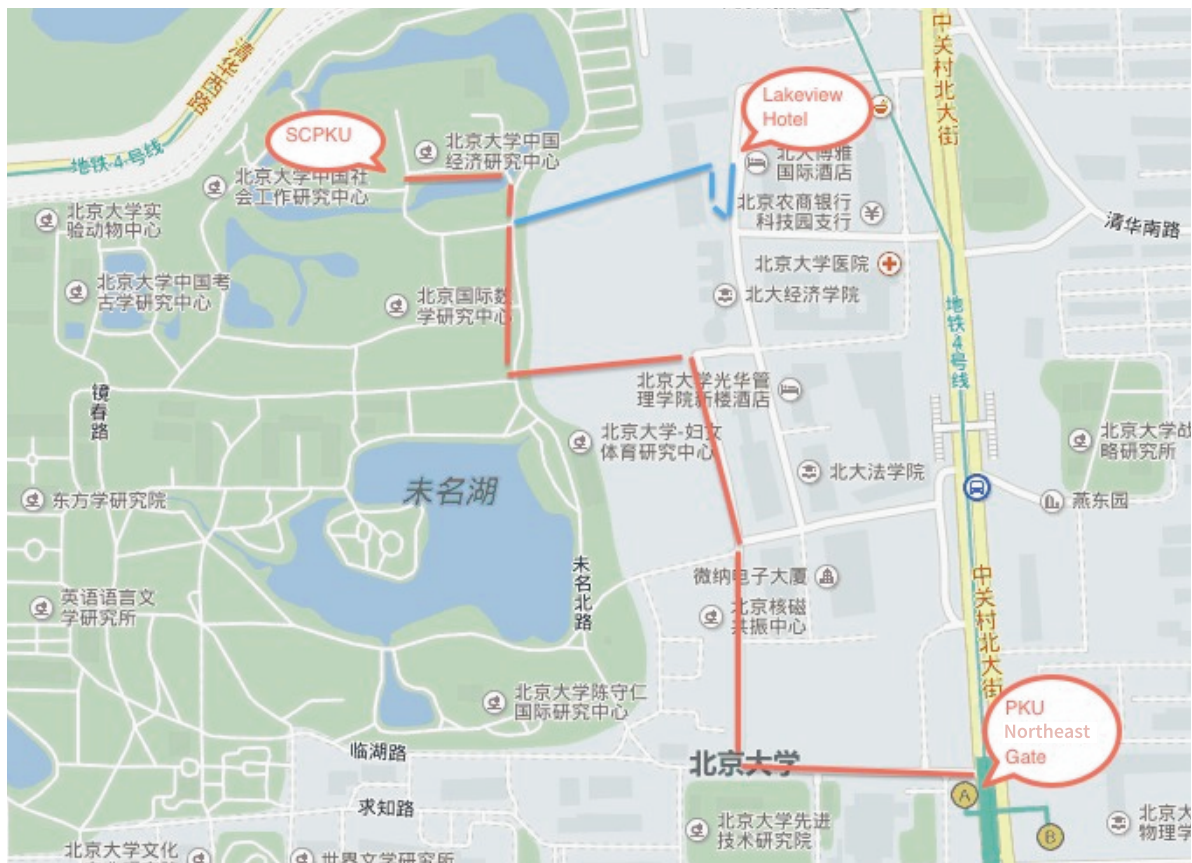 清华西路
中关村北大街
Lakeview
Hotel
SCPKU
地铁4号线
北京大学中国
经济研究中心
北大博雅
国际酒店
北京大学中国社
会工作研究中心
北京农商银行
科技园支行
¥
北京大学实
验动物中心
清华南路
北京大学医院
北京大学中国考
古学研究中心
北京国际数
学研究中心
北大经济学院
地铁4号线
镜春路
北京大学光华管
理学院新楼酒店
北京大学-妇女
体育研究中心
北京大学战
略研究所
北大法学院
未名湖
东方学研究院
燕东园
未名北路
微纳电子大厦
中关村北大街
英语语言文
学研究所
北京核磁
共振中心
北京大学陈守仁
国际研究中心
PKU
Northeast
Gate
临湖路
北京大学
A
求知路
B
北京大学先进
技术研究院
北京大
物理学
北京大学文化
世界文学研究所